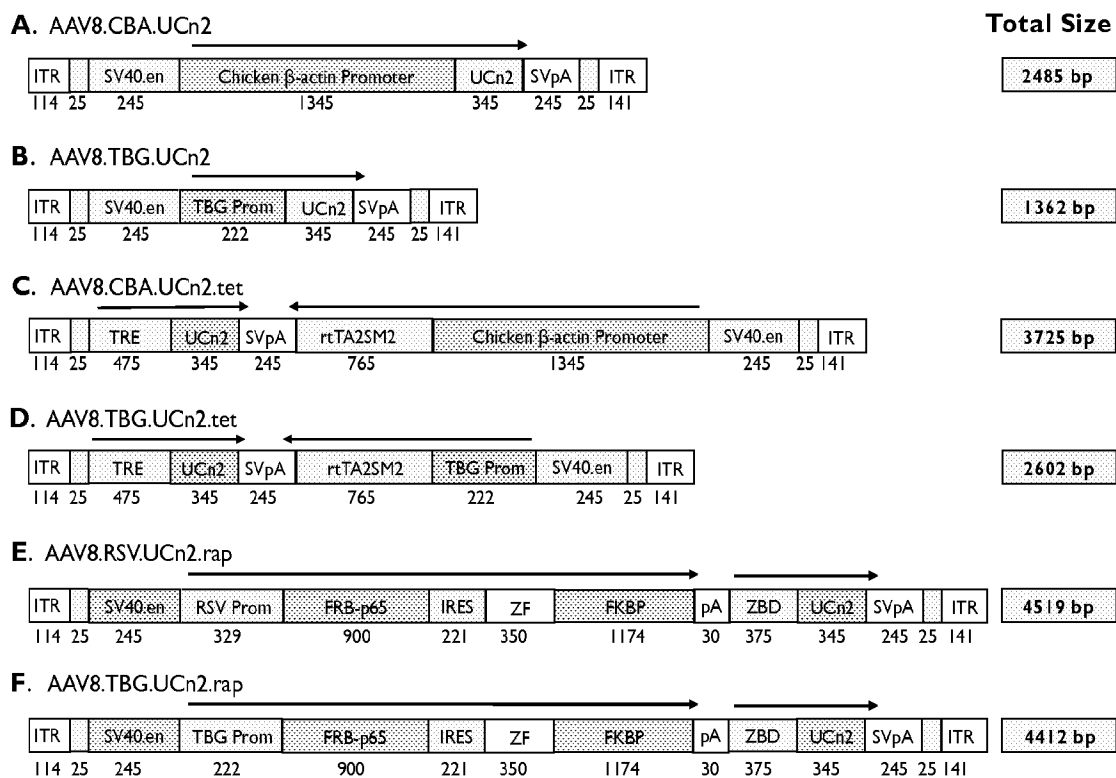 A. AAV8.CBA.UCn2
Total Size
ITR SV40.en Chicken β-actin Promoter UCn2 SVpA ITR 2485 bp
114 25 245 1345 345 245 25 141
B. AAV8.TBG.UCn2
ITR SV40.en TBG Prom UCn2 SVpA ITR 1362 bp
114 25 245 222 345 245 25 141
C. AAV8.CBA.UCn2.tet
ITR TRE UCn2 SVpA rtTA2SM2 Chicken β-actin Promoter SV40.en ITR 3725 bp
114 25 475 345 245 765 1345 245 25 141
D. AAV8.TBG.UCn2.tet
ITR TRE UCn2 SVpA rtTA2SM2 TBG Prom SV40.en ITR 2602 bp
114 25 475 345 245 765 222 245 25 141
E. AAV8.RSV.UCn2.rap
ITR SV40.en RSV Prom FRB-p65 IRES ZF FKBP pA ZBD UCn2 SVpA ITR 4519 bp
114 25 245 329 900 221 350 1174 30 375 345 245 25 141
F. AAV8.TBG.UCn2.rap
ITR SV40.en TBG Prom FRB-p65 IRES ZF FKBP pA ZBD UCn2 SVpA ITR 4412 bp
114 25 245 222 900 221 350 1174 30 375 345 245 25 141